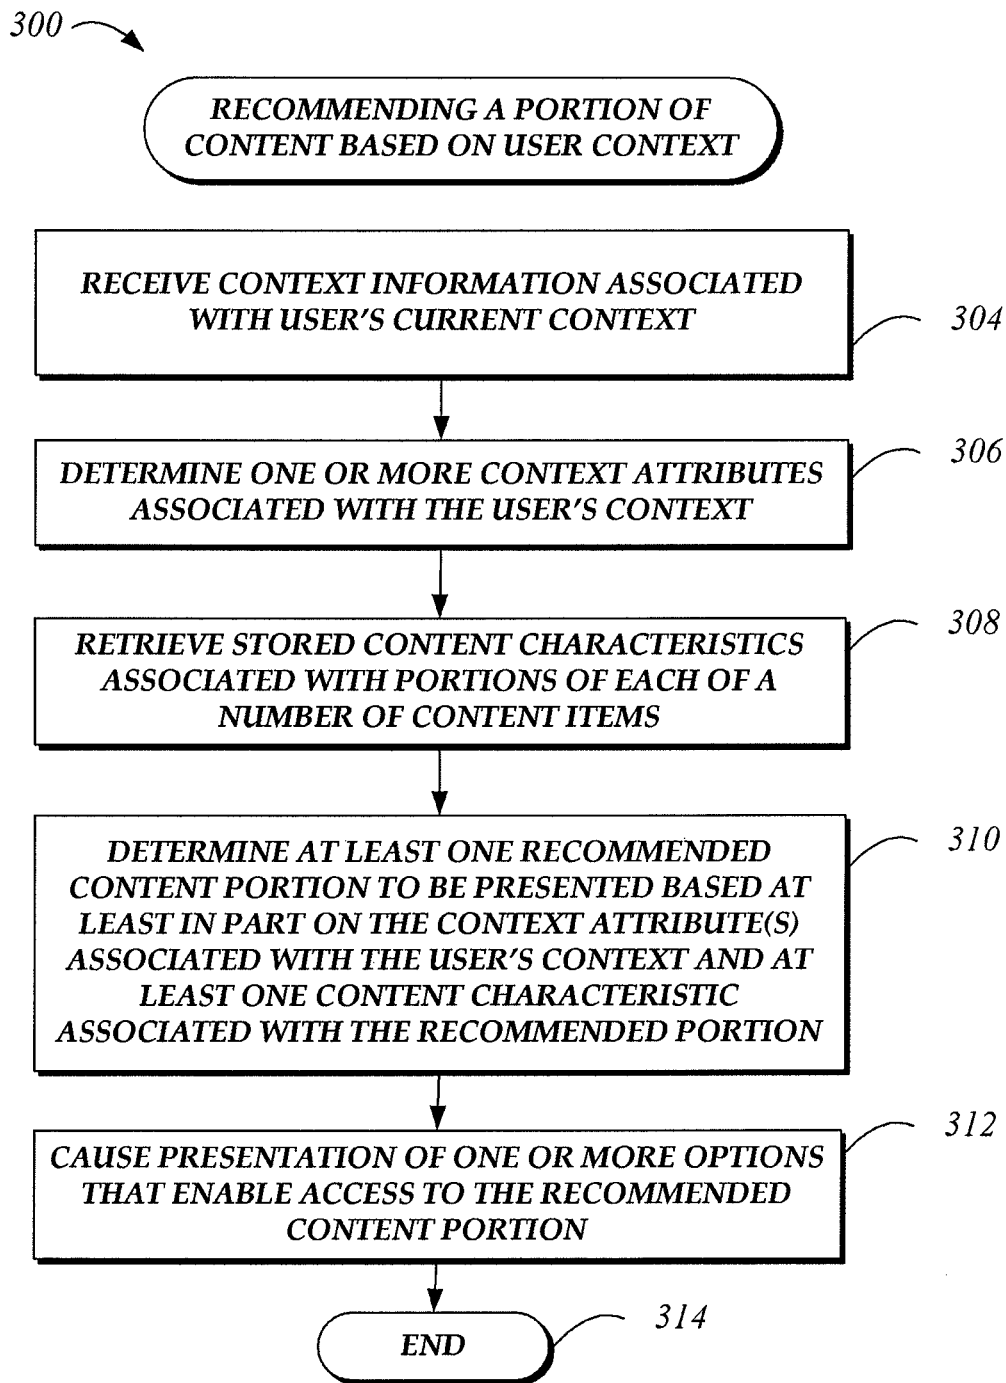 300
RECOMMENDING A PORTION OF
CONTENT BASED ON USER CONTEXT
RECEIVE CONTEXT INFORMATION ASSOCIATED
WITH USER'S CURRENT CONTEXT
304
DETERMINE ONE OR MORE CONTEXT ATTRIBUTES
ASSOCIATED WITH THE USER'S CONTEXT
306
RETRIEVE STORED CONTENT CHARACTERISTICS
ASSOCIATED WITH PORTIONS OF EACH OF A
NUMBER OF CONTENT ITEMS
308
DETERMINE AT LEAST ONE RECOMMENDED
CONTENT PORTION TO BE PRESENTED BASED AT
LEAST IN PART ON THE CONTEXT ATTRIBUTE(S)
ASSOCIATED WITH THE USER'S CONTEXT AND AT
LEAST ONE CONTENT CHARACTERISTIC
ASSOCIATED WITH THE RECOMMENDED PORTION
310
CAUSE PRESENTATION OF ONE OR MORE OPTIONS
THAT ENABLE ACCESS TO THE RECOMMENDED
CONTENT PORTION
312
END
314